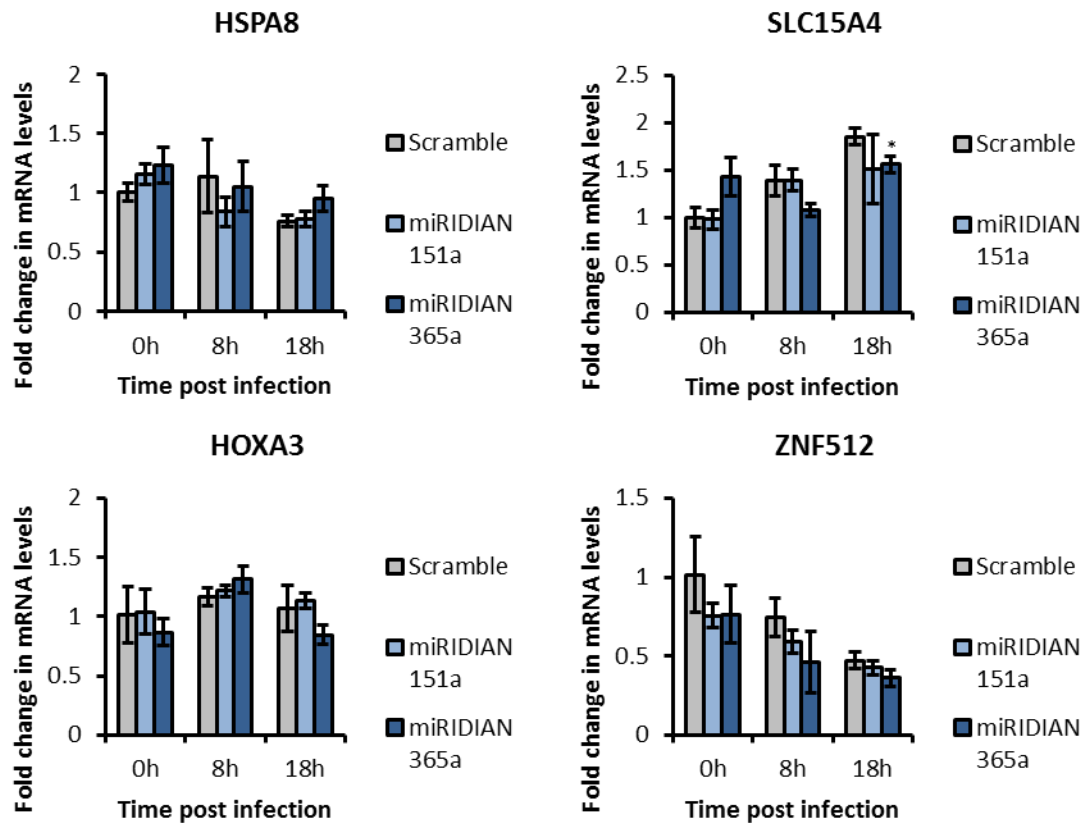 HSPA8
Fold change in mRNA levels
2
1.5
1
0.5
0
0h 8h 18h
Time post infection
Scramble
miRIDIAN
151a
miRIDIAN
365a
SLC15A4
Fold change in mRNA levels
2.5
2
1.5
1
0.5
0
*
0h 8h 18h
Time post infection
Scramble
miRIDIAN
151a
miRIDIAN
365a
HOXA3
Fold change in mRNA levels
2
1.5
1
0.5
0
0h 8h 18h
Time post infection
Scramble
miRIDIAN
151a
miRIDIAN
365a
ZNF512
Fold change in mRNA levels
1.5
1
0.5
0
0h 8h 18h
Time post infection
Scramble
miRIDIAN
151a
miRIDIAN
365a